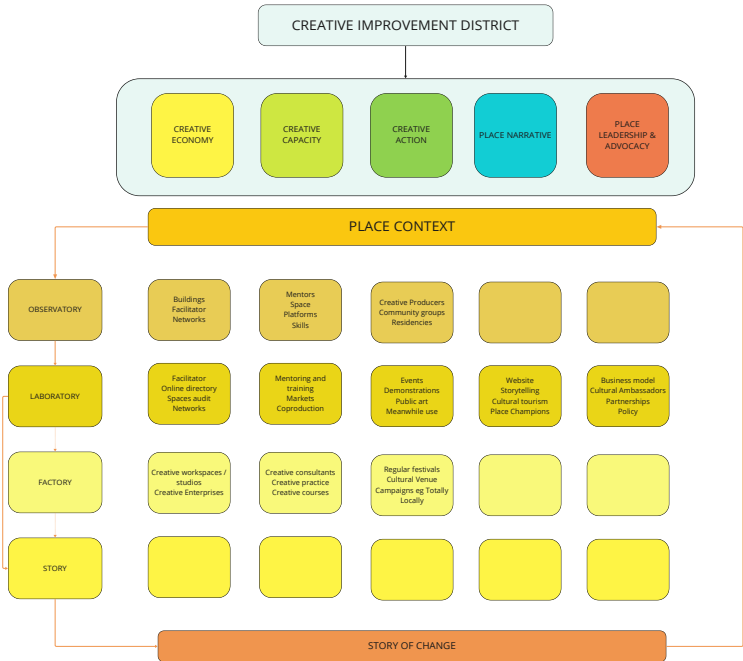 CREATIVE IMPROVEMENT DISTRICT
CREATIVE
ECONOMY
CREATIVE
CAPACITY
CREATIVE
ACTION
PLACE NARRATIVE
PLACE
LEADERSHIP &
ADVOCACY
PLACE CONTEXT
OBSERVATORY
Buildings
Facilitator
Networks
Mentors
Space
Platforms
Skills
Creative Producers
Community groups
Residencies
LABORATORY
Facilitator
Online directory
Spaces audit
Networks
Mentoring and
training
Markets
Coproduction
Events
Demonstrations
Public art
Meanwhile use
Website
Storytelling
Cultural tourism
Place Champions
Business model
Cultural Ambassadors
Partnerships
Policy
FACTORY
Creative workspaces /
studios
Creative Enterprises
Creative consultants
Creative practice
Creative courses
Regular festivals
Cultural Venue
Campaigns eg Totally
Locally
STORY
STORY OF CHANGE